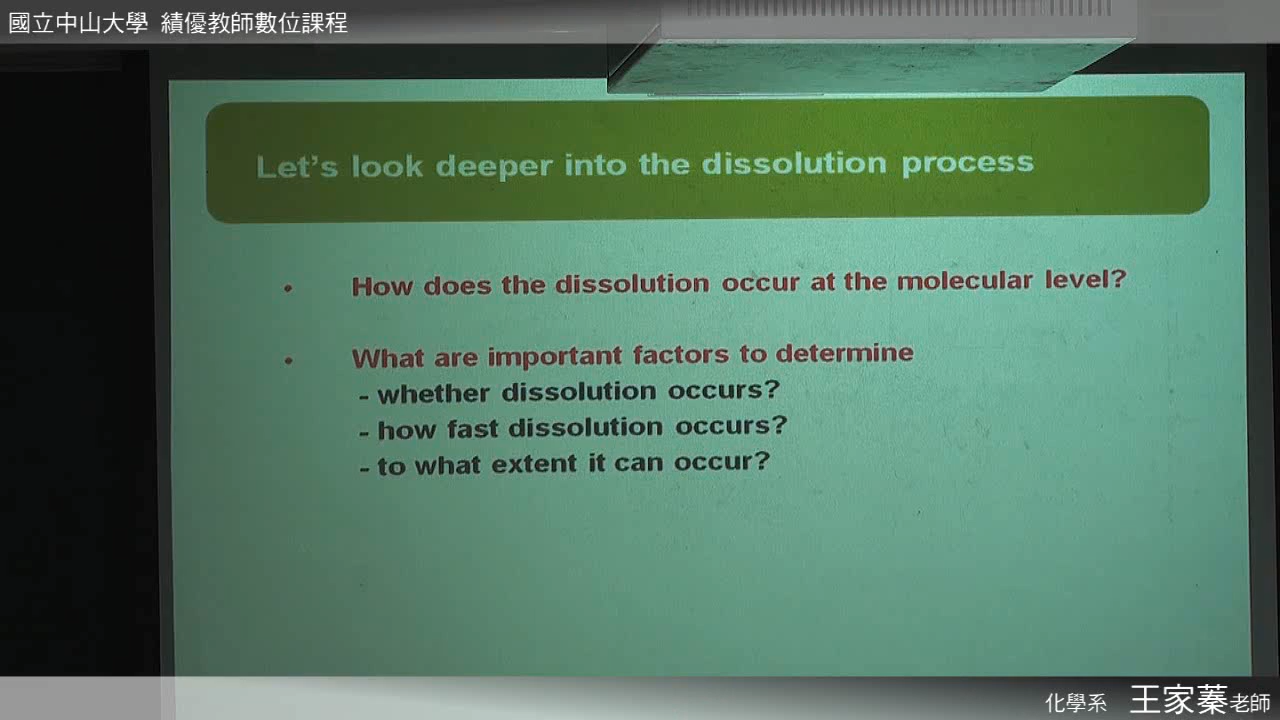 國立中山大學 績優教師數位課程
Let's look deeper into the dissolution process
• How does the dissolution occur at the molecular level?
• What are important factors to determine
- whether dissolution occurs?
- how fast dissolution occurs?
- to what extent it can occur?
化學系 王家蓁老師